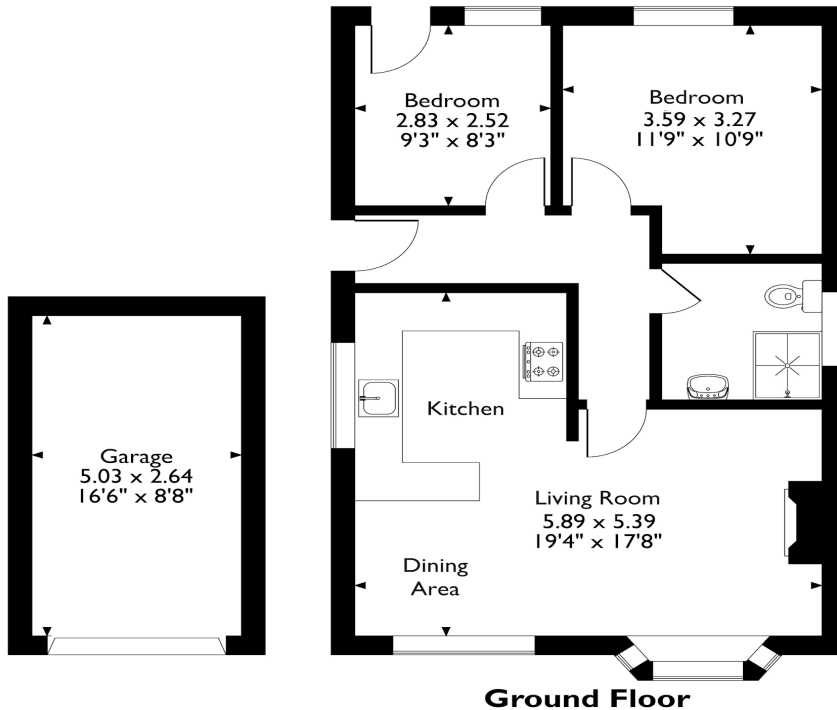 Bedroom
2.83 x 2.52
9'3" x 8'3"
Bedroom
3.59 x 3.27
11'9" x 10'9"
Kitchen
Garage
5.03 x 2.64
16'6" x 8'8"
Living Room
5.89 x 5.39
19'4" x 17'8"
Dining
Area
Ground Floor